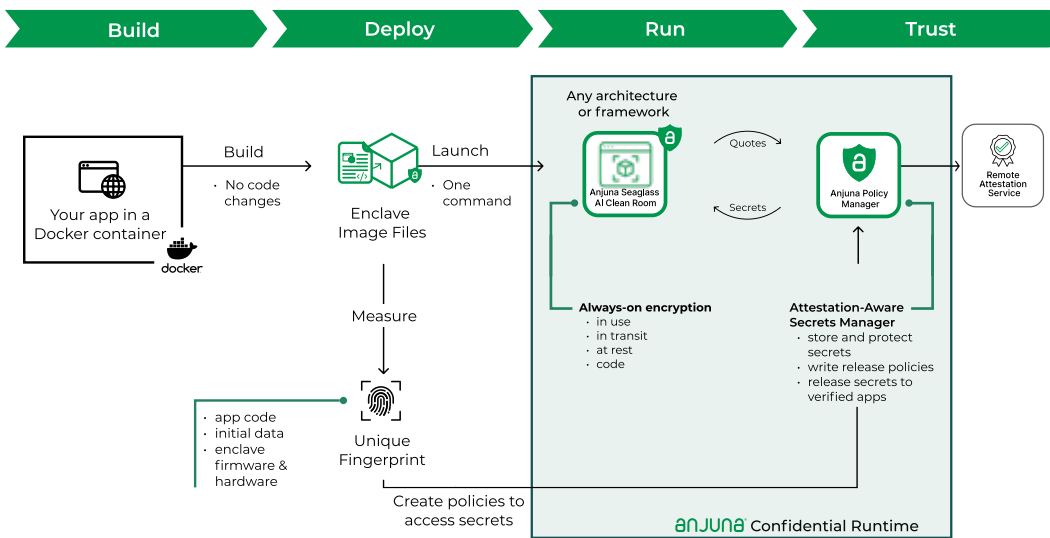 Build
Deploy
Run
Trust
Your app in a
Docker container
docker
Build
• No code
changes
Enclave
Image Files
Launch
• One
command
Measure
Unique
Fingerprint
• app code
• initial data
• enclave
firmware &
hardware
Create policies to
access secrets
Any architecture
or framework
a
Anjuna Seaglass
AI Clean Room
Quotes
Secrets
a
Anjuna Policy
Manager
Remote
Attestation
Service
Always-on encryption
• in use
• in transit
• at rest
• code
Attestation-Aware
Secrets Manager
• store and protect
secrets
• write release policies
• release secrets to
verified apps
anjuna Confidential Runtime